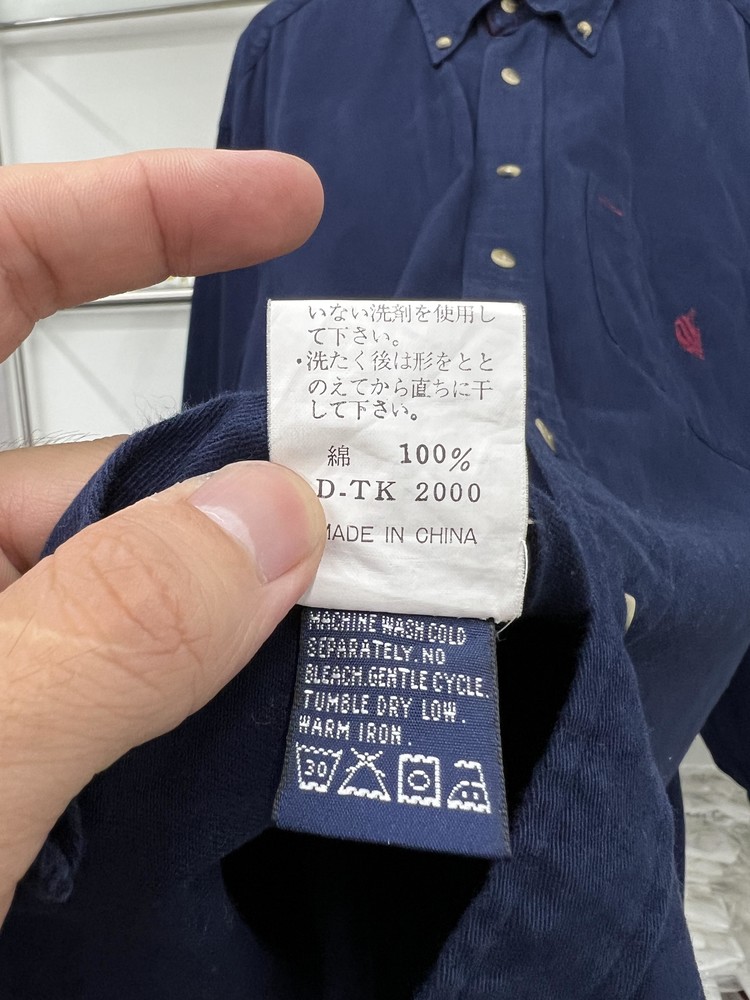 いない洗剤を使用し
て下さい。
・洗たく後は形をとと
のえてから直ちに干
して下さい。
綿 100%
D-TK 2000
MADE IN CHINA
MACHINE WASH COLD
SEPARATELY. NO
BLEACH. GENTLE CYCLE.
TUMBLE DRY LOW.
WARM IRON.
30